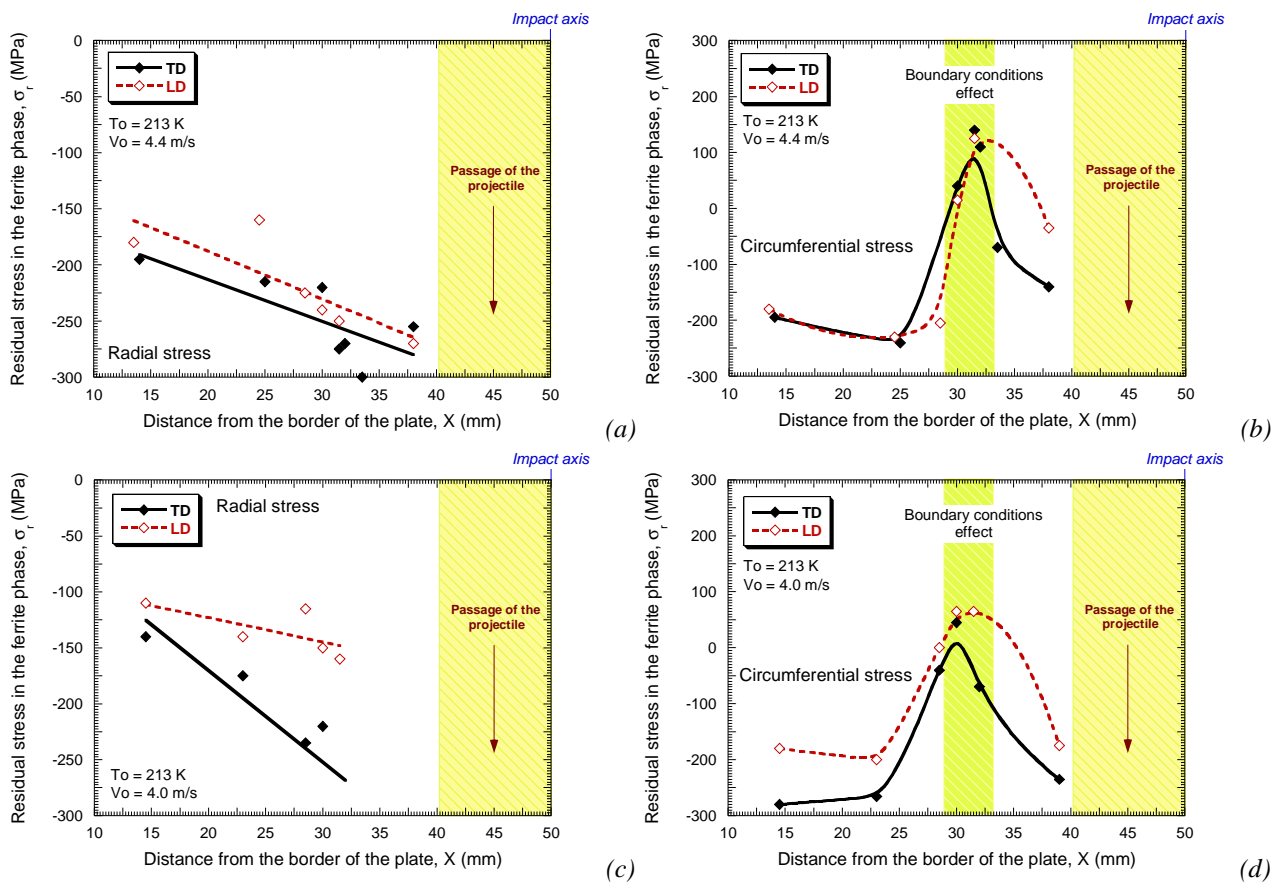 Impact axis
0
-50
-100
-150
-200
-250
-300
10 15 20 25 30 35 40 45 50
Residual stress in the ferrite phase, σr (MPa)
Distance from the border of the plate, X (mm)
TD
LD
To = 213 K
Vo = 4.4 m/s
Passage of the
projectile
Radial stress
(a)
Impact axis
300
200
100
0
-100
-200
-300
10 15 20 25 30 35 40 45 50
Residual stress in the ferrite phase, σr (MPa)
Distance from the border of the plate, X (mm)
TD
LD
Boundary conditions
effect
To = 213 K
Vo = 4.4 m/s
Passage of the
projectile
Circumferential stress
(b)
Impact axis
0
-50
-100
-150
-200
-250
-300
10 15 20 25 30 35 40 45 50
Residual stress in the ferrite phase, σr (MPa)
Distance from the border of the plate, X (mm)
TD
LD
Radial stress
Passage of the
projectile
To = 213 K
Vo = 4.0 m/s
(c)
Impact axis
300
200
100
0
-100
-200
-300
10 15 20 25 30 35 40 45 50
Residual stress in the ferrite phase, σr (MPa)
Distance from the border of the plate, X (mm)
TD
LD
Boundary conditions
effect
To = 213 K
Vo = 4.0 m/s
Passage of the
projectile
Circumferential stress
(d)